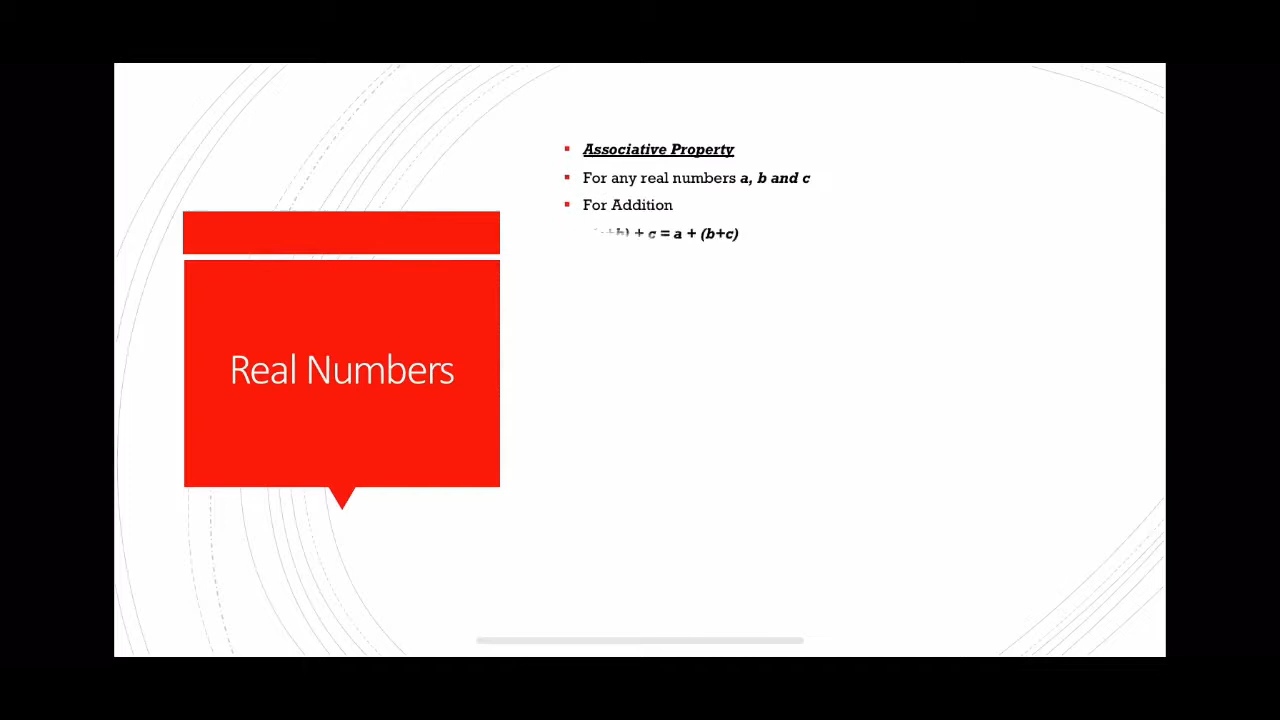 Associative Property
For any real numbers a, b and c
For Addition
+ c = a + (b+c)
Real Numbers